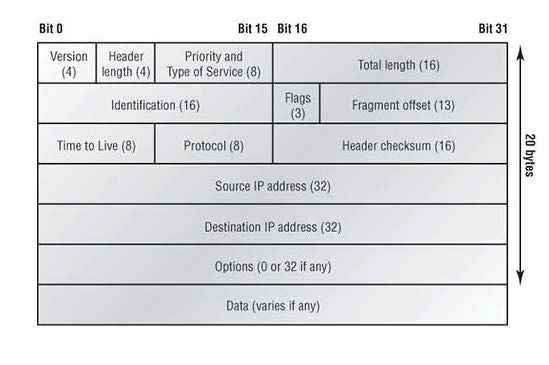 Bit 0 Bit 15 Bit 16 Bit 31
Version
(4)
Header
length (4)
Priority and
Type of Service (8)
Total length (16)
Identification (16)
Flags
(3)
Fragment offset (13)
Time to Live (8)
Protocol (8)
Header checksum (16)
Source IP address (32)
Destination IP address (32)
Options (0 or 32 if any)
Data (varies if any)
20 bytes